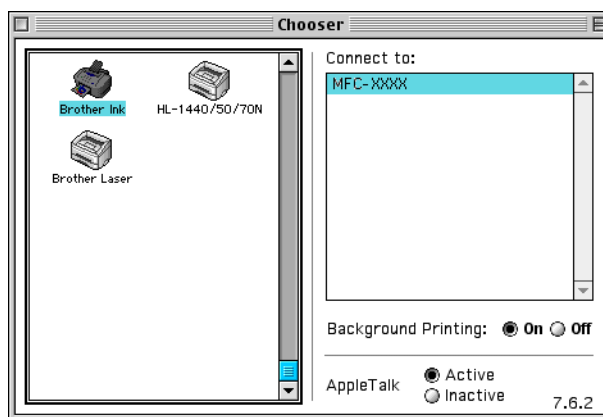 Chooser
Brother Ink
HL-1440/50/70N
Brother Laser
Connect to:
MFC-XXXX
Background Printing: On Off
AppleTalk
Active
Inactive
7.6.2